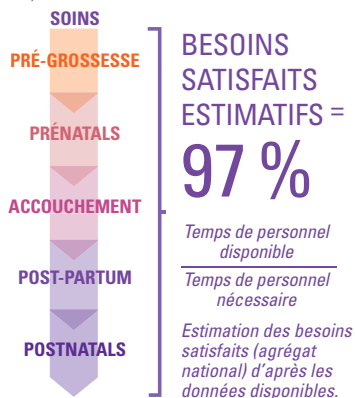 SOINS
PRÉ-GROSSESSE
PRÉNATALS
ACCOUCHEMENT
POST-PARTUM
POSTNATALS
BESOINS
SATISFAITS
ESTIMATIFS =
97 %
Temps de personnel
disponible
Temps de personnel
nécessaire
Estimation des besoins
satisfaits (agrégat
national) d’après les
données disponibles.